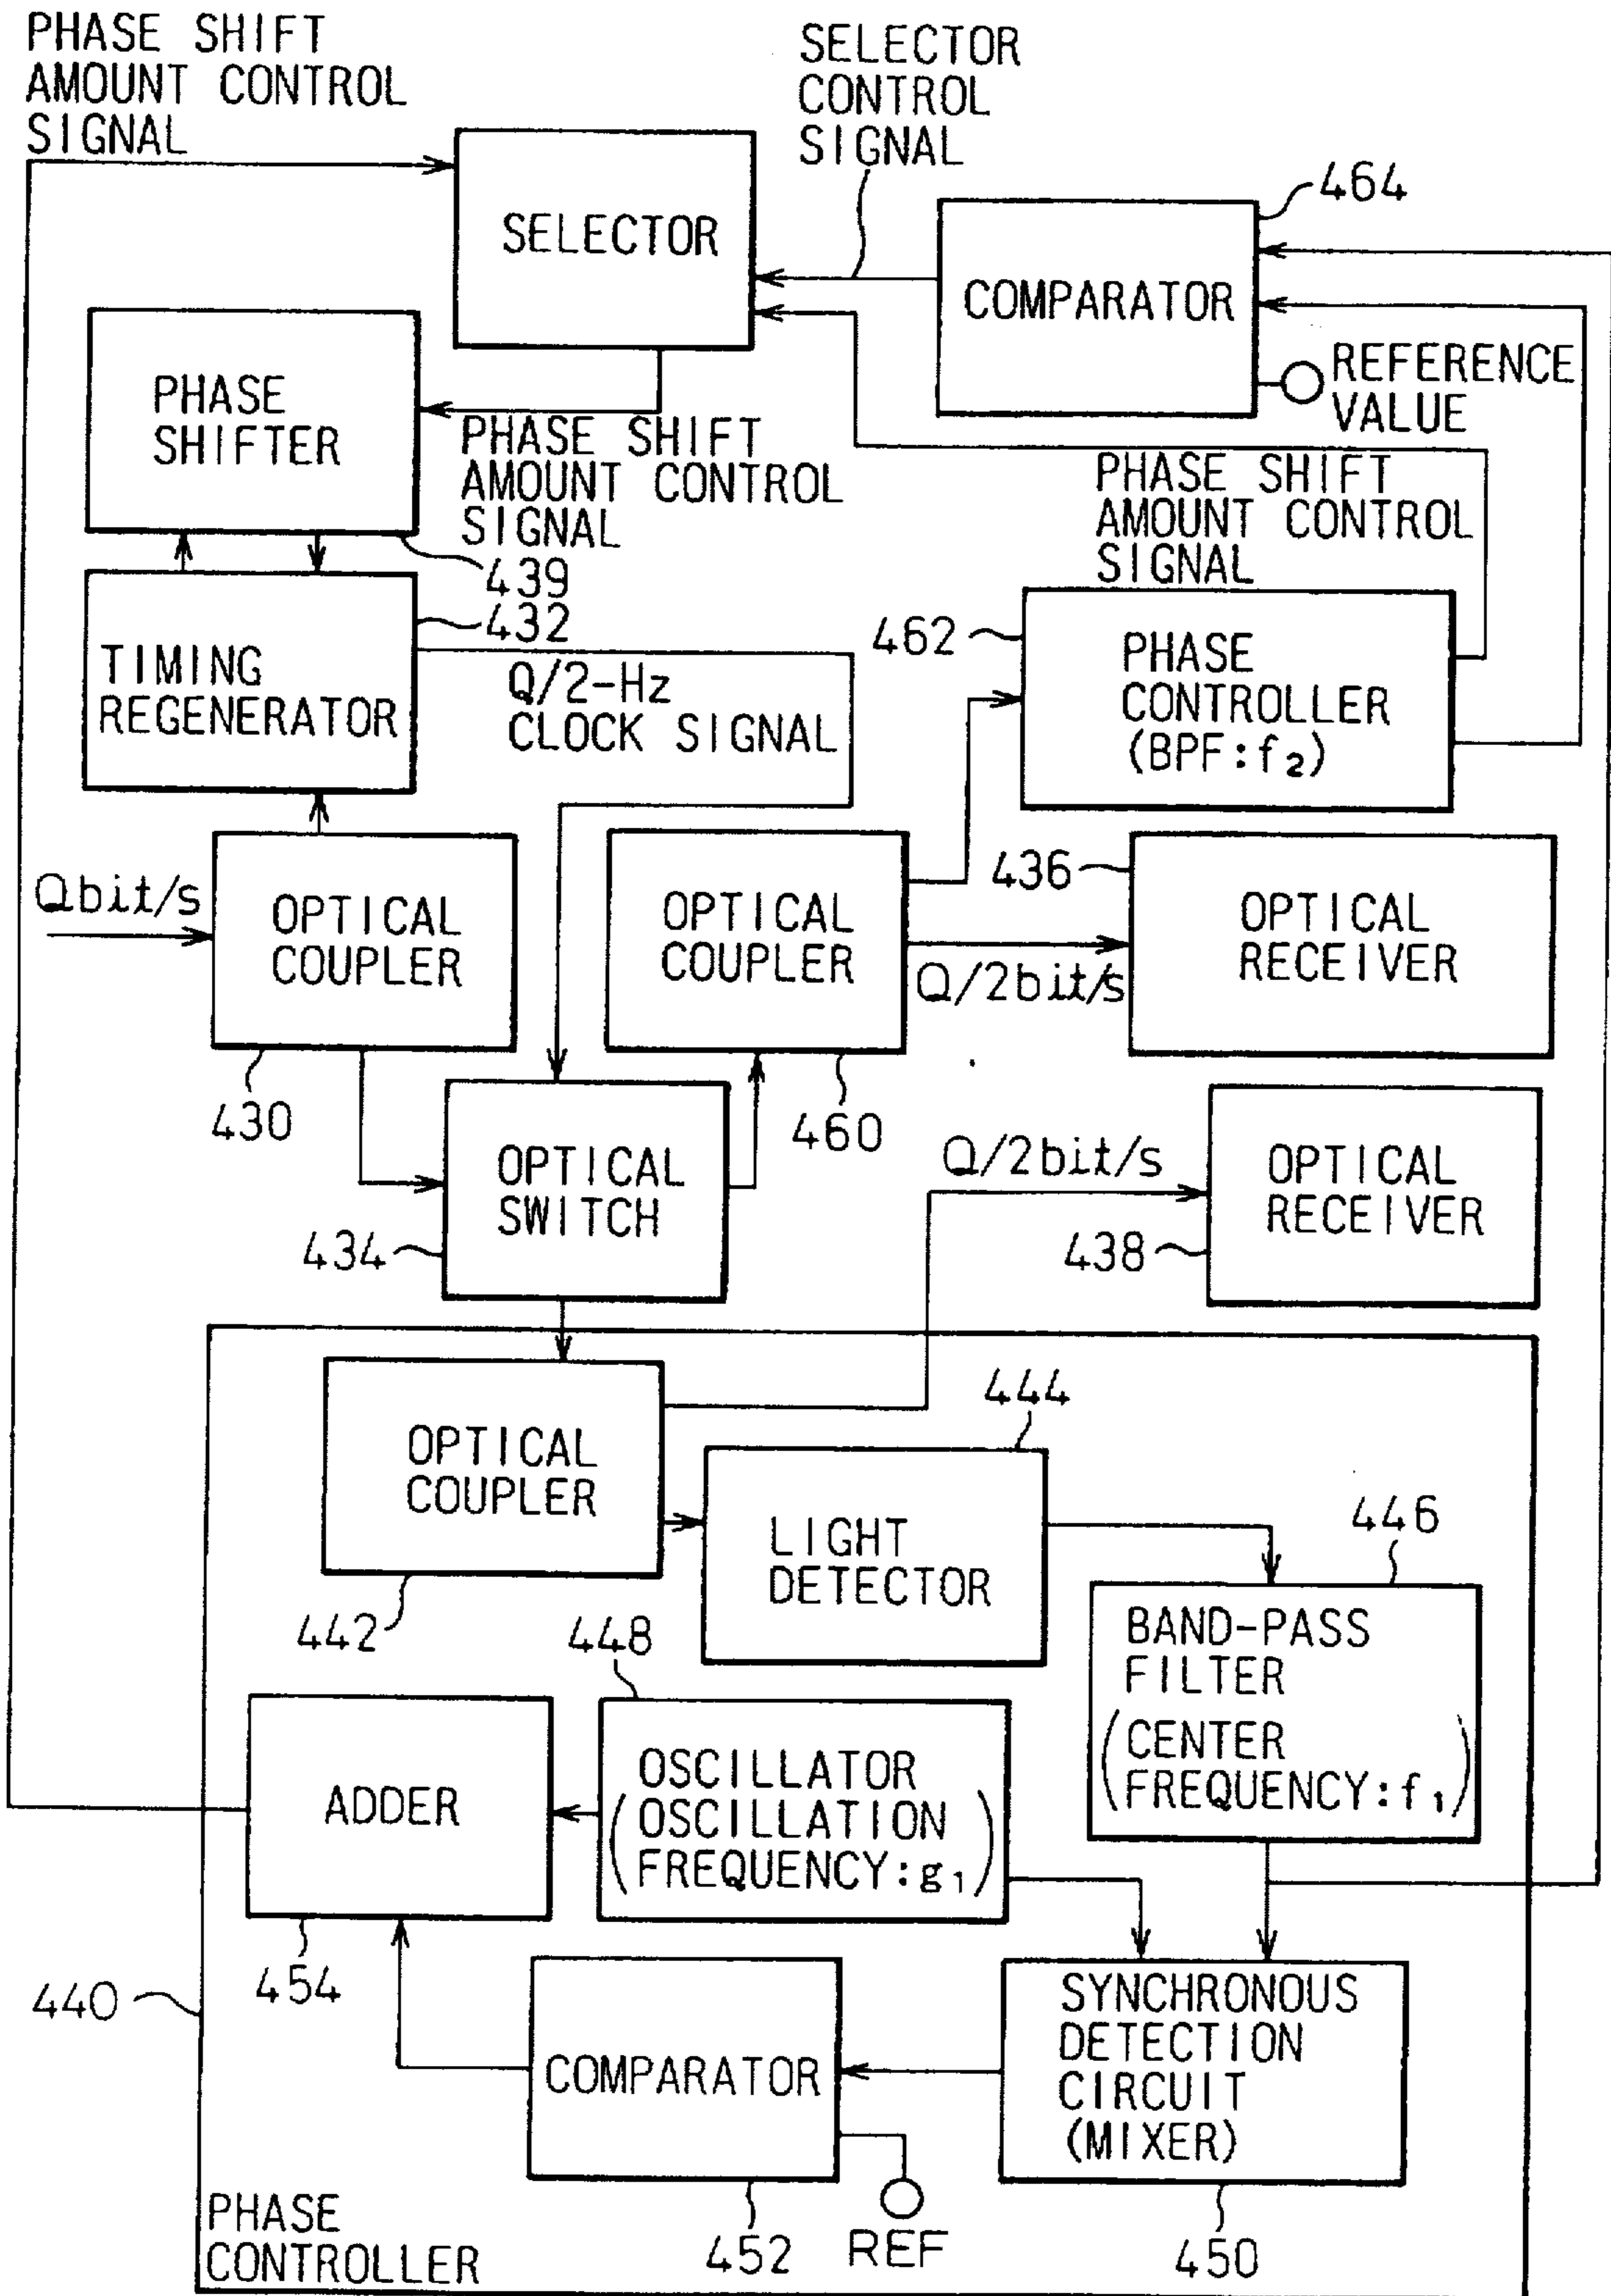 PHASE SHIFT
AMOUNT CONTROL
SIGNAL
SELECTOR
CONTROL
SIGNAL
464
SELECTOR
COMPARATOR
REFERENCE
VALUE
PHASE
SHIFTER
PHASE SHIFT
AMOUNT CONTROL
SIGNAL
PHASE SHIFT
AMOUNT CONTROL
SIGNAL
439
432
462
TIMING
REGENERATOR
Q/2-Hz
CLOCK SIGNAL
PHASE
CONTROLLER
(BPF:f₂)
436
Qbit/s
OPTICAL
COUPLER
OPTICAL
COUPLER
OPTICAL
RECEIVER
Q/2bit/s
430
460
OPTICAL
SWITCH
Q/2bit/s
OPTICAL
RECEIVER
434
438
444
OPTICAL
COUPLER
446
LIGHT
DETECTOR
442
448
BAND-PASS
FILTER
(CENTER
FREQUENCY:f₁)
ADDER
OSCILLATOR
(OSCILLATION
FREQUENCY:g₁)
454
440
SYNCHRONOUS
DETECTION
CIRCUIT
(MIXER)
COMPARATOR
PHASE
CONTROLLER
452
REF
450